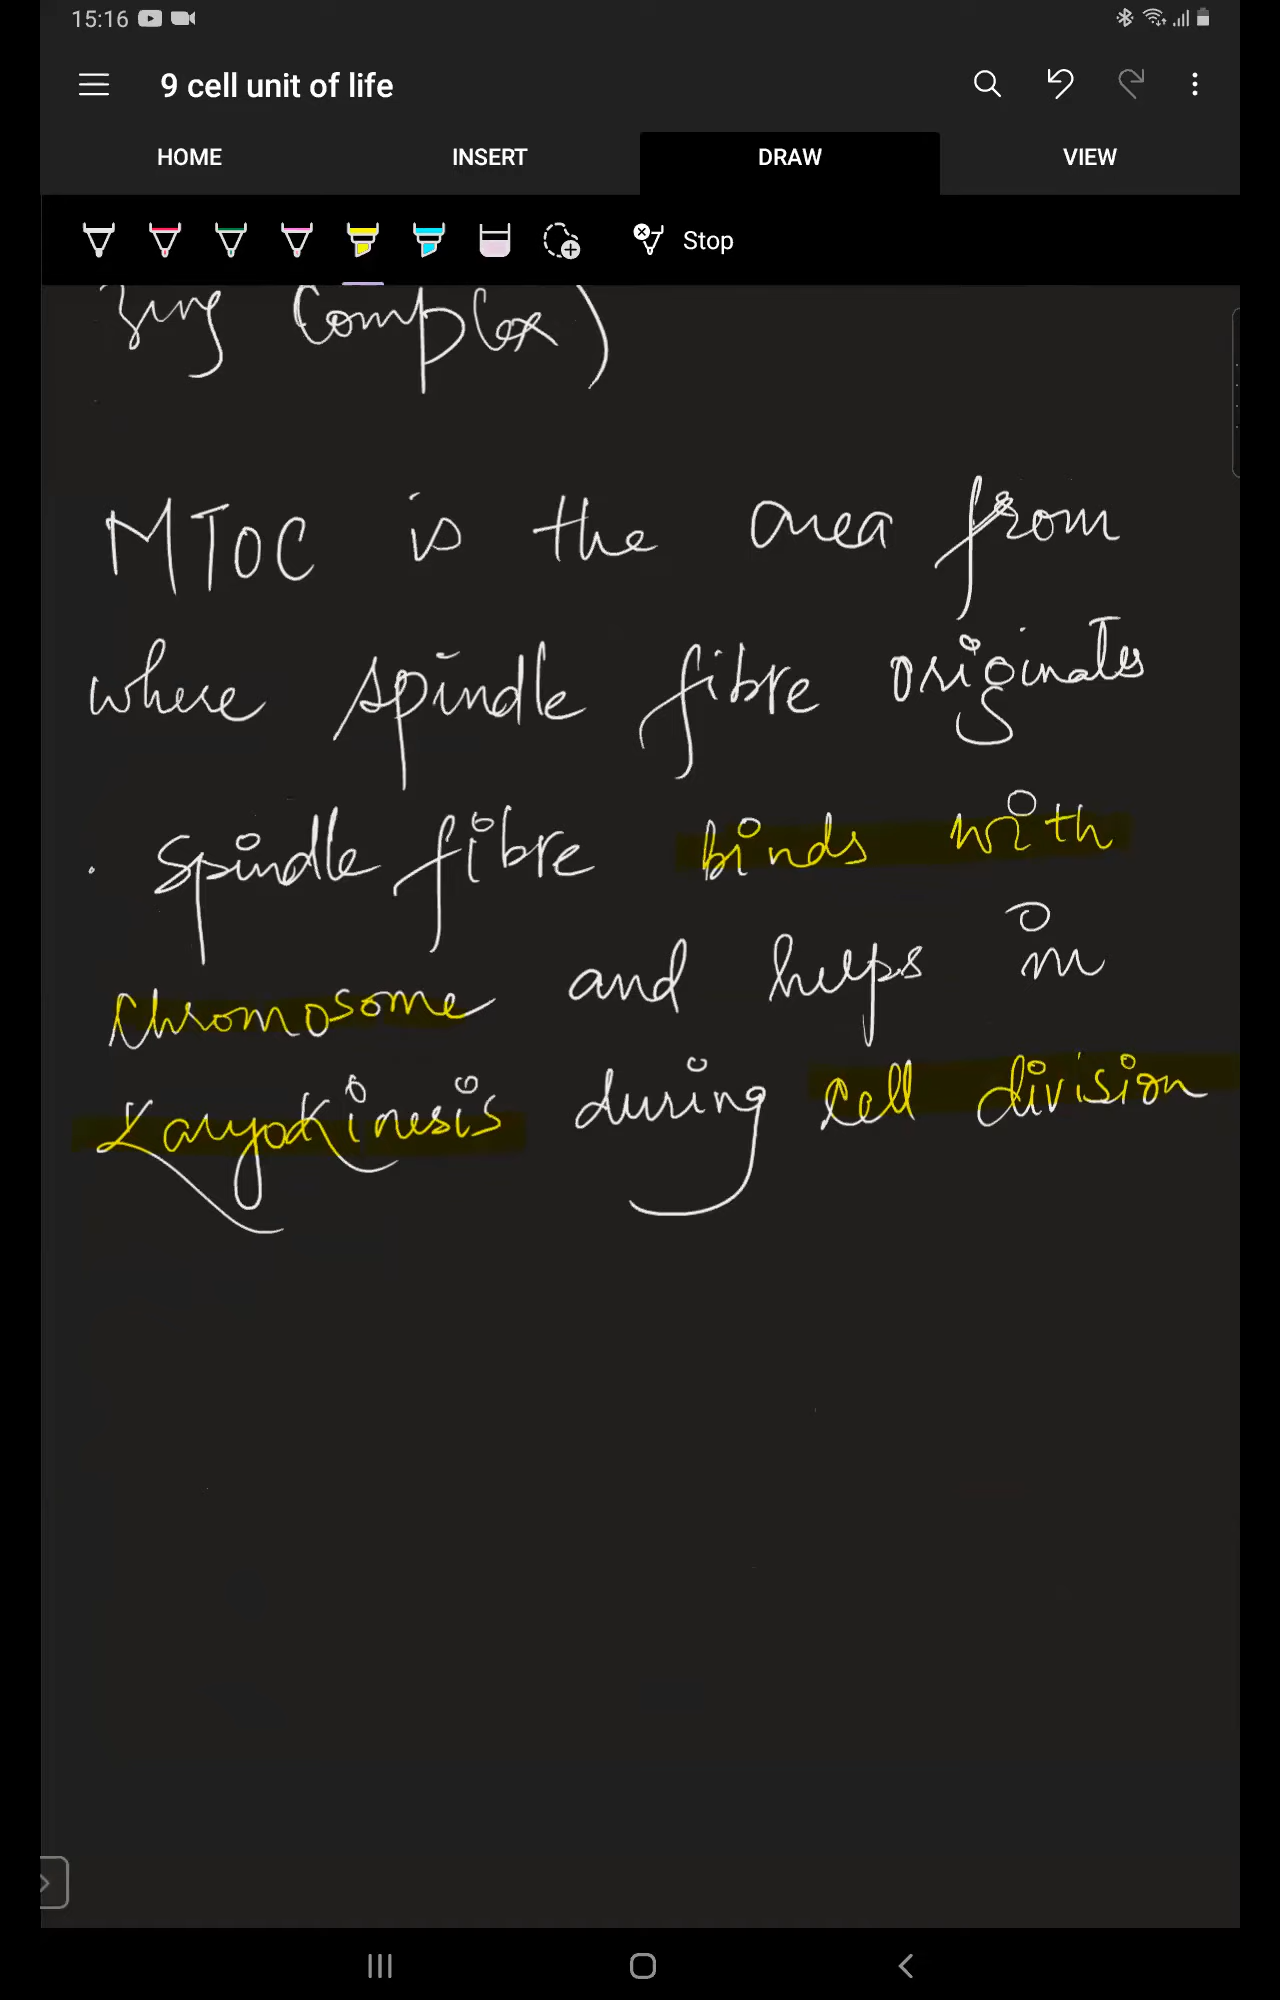 15:16
9 cell unit of life
HOME INSERT DRAW VIEW
Stop
zing Complex)
MTOC is the area from
where spindle fibre originates
. spindle fibre binds with
Chromosome and helps in
Karyokinesis during cell division